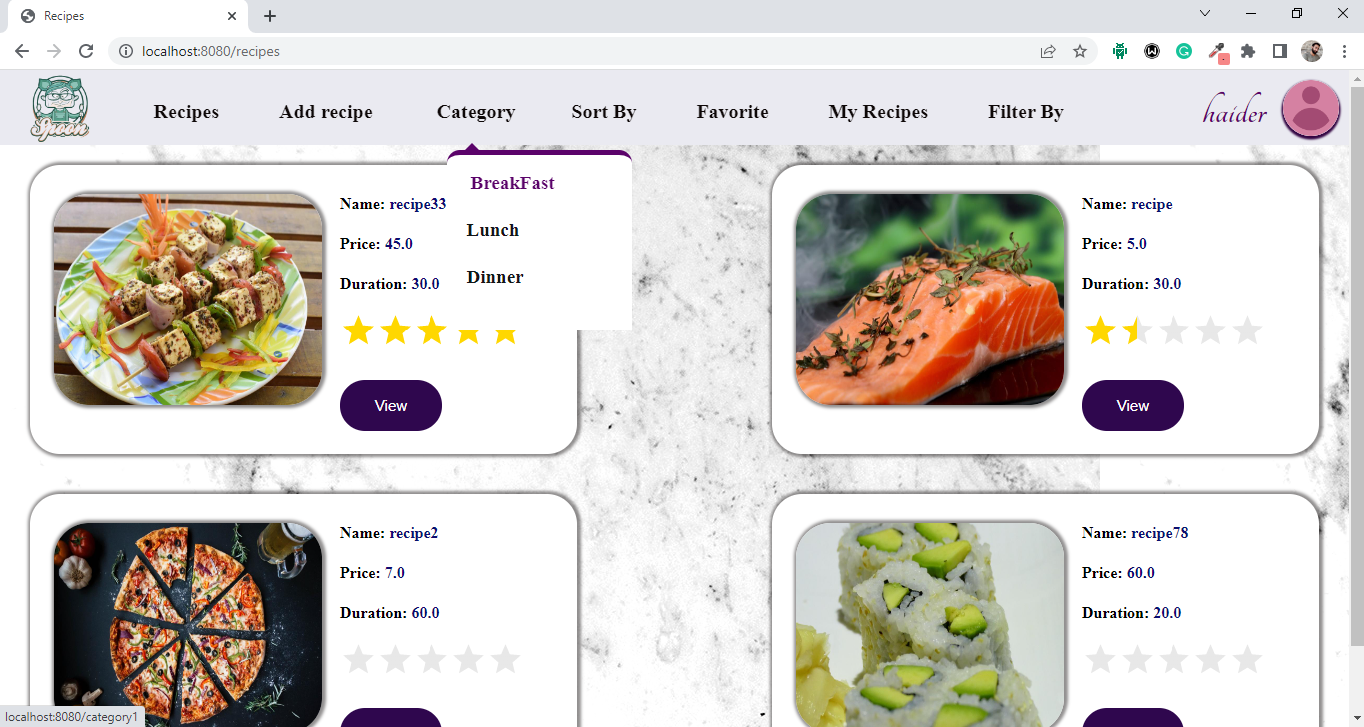 Recipes
localhost:8080/recipes
Spoon
Recipes
Add recipe
Category
Sort By
Favorite
My Recipes
Filter By
haider
BreakFast
Lunch
Dinner
Name: recipe33
Price: 45.0
Duration: 30.0
View
Name: recipe
Price: 5.0
Duration: 30.0
View
Name: recipe2
Price: 7.0
Duration: 60.0
Name: recipe78
Price: 60.0
Duration: 20.0
localhost:8080/category1